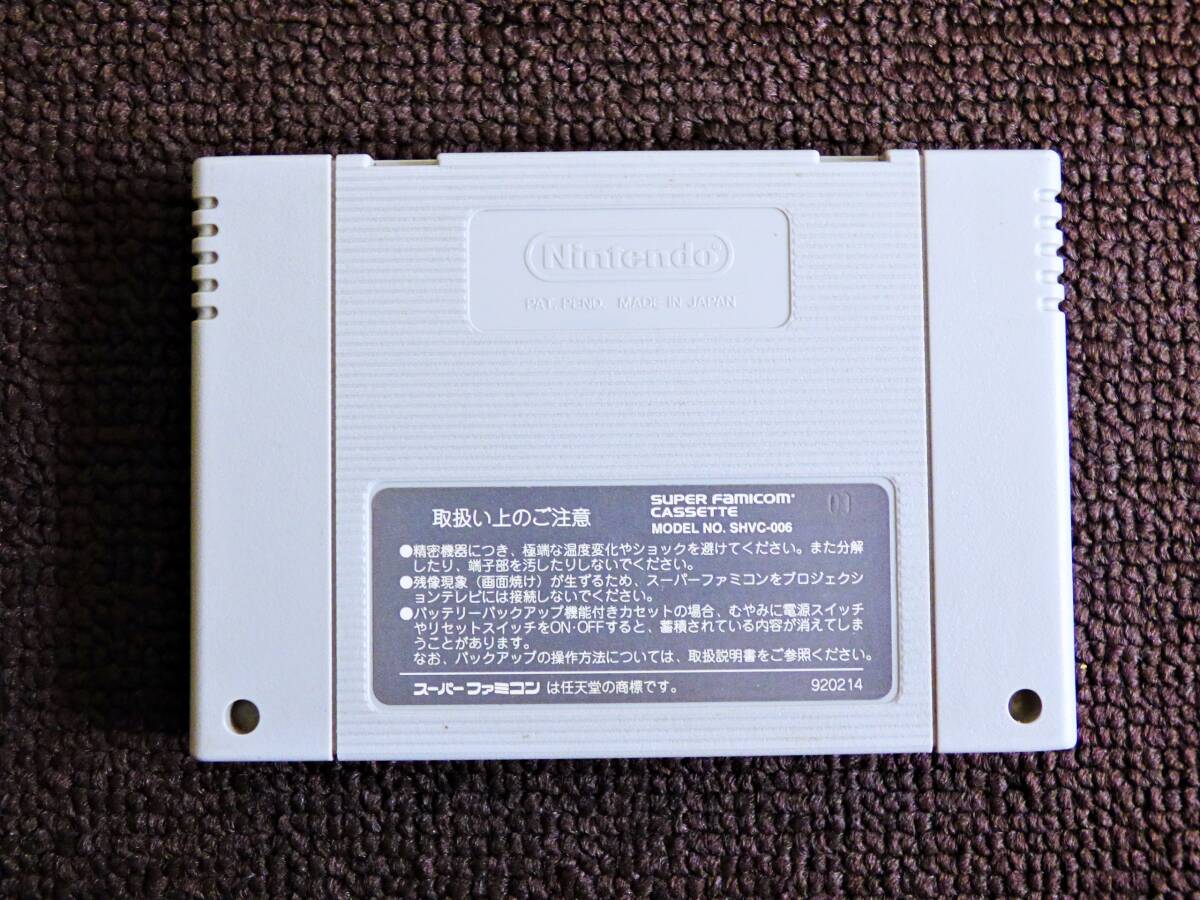 Nintendo®
PAT. PEND. MADE IN JAPAN
取扱い上のご注意
SUPER FAMICOM®
CASSETTE
MODEL NO. SHVC-006
01
●精密機器につき、極端な温度変化やショックを避けてください。また分解
したり、端子部を汚したりしないでください。
●残像現象（画面焼け）が生ずるため、スーパーファミコンをプロジェクシ
ョンテレビには接続しないでください。
●バッテリーバックアップ機能付きカセットの場合、むやみに電源スイッチ
やリセットスイッチをON・OFFすると、蓄積されている内容が消えてしま
うことがあります。
なお、バックアップの操作方法については、取扱説明書をご参照ください。
スーパーファミコンは任天堂の商標です。
920214